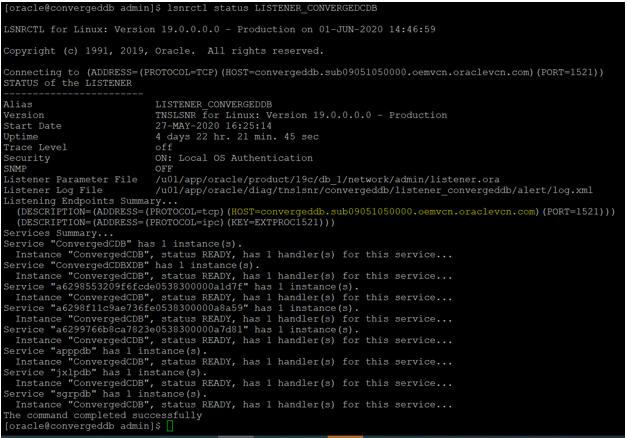 [oracle@convergeddb admin]$ lsnrctl status LISTENER_CONVERGEDCDB
LSNRCTL for Linux: Version 19.0.0.0.0 - Production on 01-JUN-2020 14:46:59
Copyright (c) 1991, 2019, Oracle.  All rights reserved.
Connecting to (ADDRESS=(PROTOCOL=TCP)(HOST=convergeddb.sub09051050000.oemvcn.oraclevcn.com)(PORT=1521))
STATUS of the LISTENER
------------------------
Alias                     LISTENER_CONVERGEDDB
Version                   TNSLSNR for Linux: Version 19.0.0.0.0 - Production
Start Date                27-MAY-2020 16:25:14
Uptime                    4 days 22 hr. 21 min. 45 sec
Trace Level               off
Security                  ON: Local OS Authentication
SNMP                      OFF
Listener Parameter File   /u01/app/oracle/product/19c/db_1/network/admin/listener.ora
Listener Log File         /u01/app/oracle/diag/tnslsnr/convergeddb/listener_convergeddb/alert/log.xml
Listening Endpoints Summary...
  (DESCRIPTION=(ADDRESS=(PROTOCOL=tcp)(HOST=convergeddb.sub09051050000.oemvcn.oraclevcn.com)(PORT=1521)))
  (DESCRIPTION=(ADDRESS=(PROTOCOL=ipc)(KEY=EXTPROC1521)))
Services Summary...
Service "ConvergedCDB" has 1 instance(s).
  Instance "ConvergedCDB", status READY, has 1 handler(s) for this service...
Service "ConvergedCDBXDB" has 1 instance(s).
  Instance "ConvergedCDB", status READY, has 1 handler(s) for this service...
Service "a6298553209f6fcde0538300000a1d7f" has 1 instance(s).
  Instance "ConvergedCDB", status READY, has 1 handler(s) for this service...
Service "a6298f11c9ae736fe0538300000a8a59" has 1 instance(s).
  Instance "ConvergedCDB", status READY, has 1 handler(s) for this service...
Service "a6299766b8ca7823e0538300000a7d81" has 1 instance(s).
  Instance "ConvergedCDB", status READY, has 1 handler(s) for this service...
Service "apppdb" has 1 instance(s).
  Instance "ConvergedCDB", status READY, has 1 handler(s) for this service...
Service "jxlpdb" has 1 instance(s).
  Instance "ConvergedCDB", status READY, has 1 handler(s) for this service...
Service "sgrpdb" has 1 instance(s).
  Instance "ConvergedCDB", status READY, has 1 handler(s) for this service...
The command completed successfully
[oracle@convergeddb admin]$